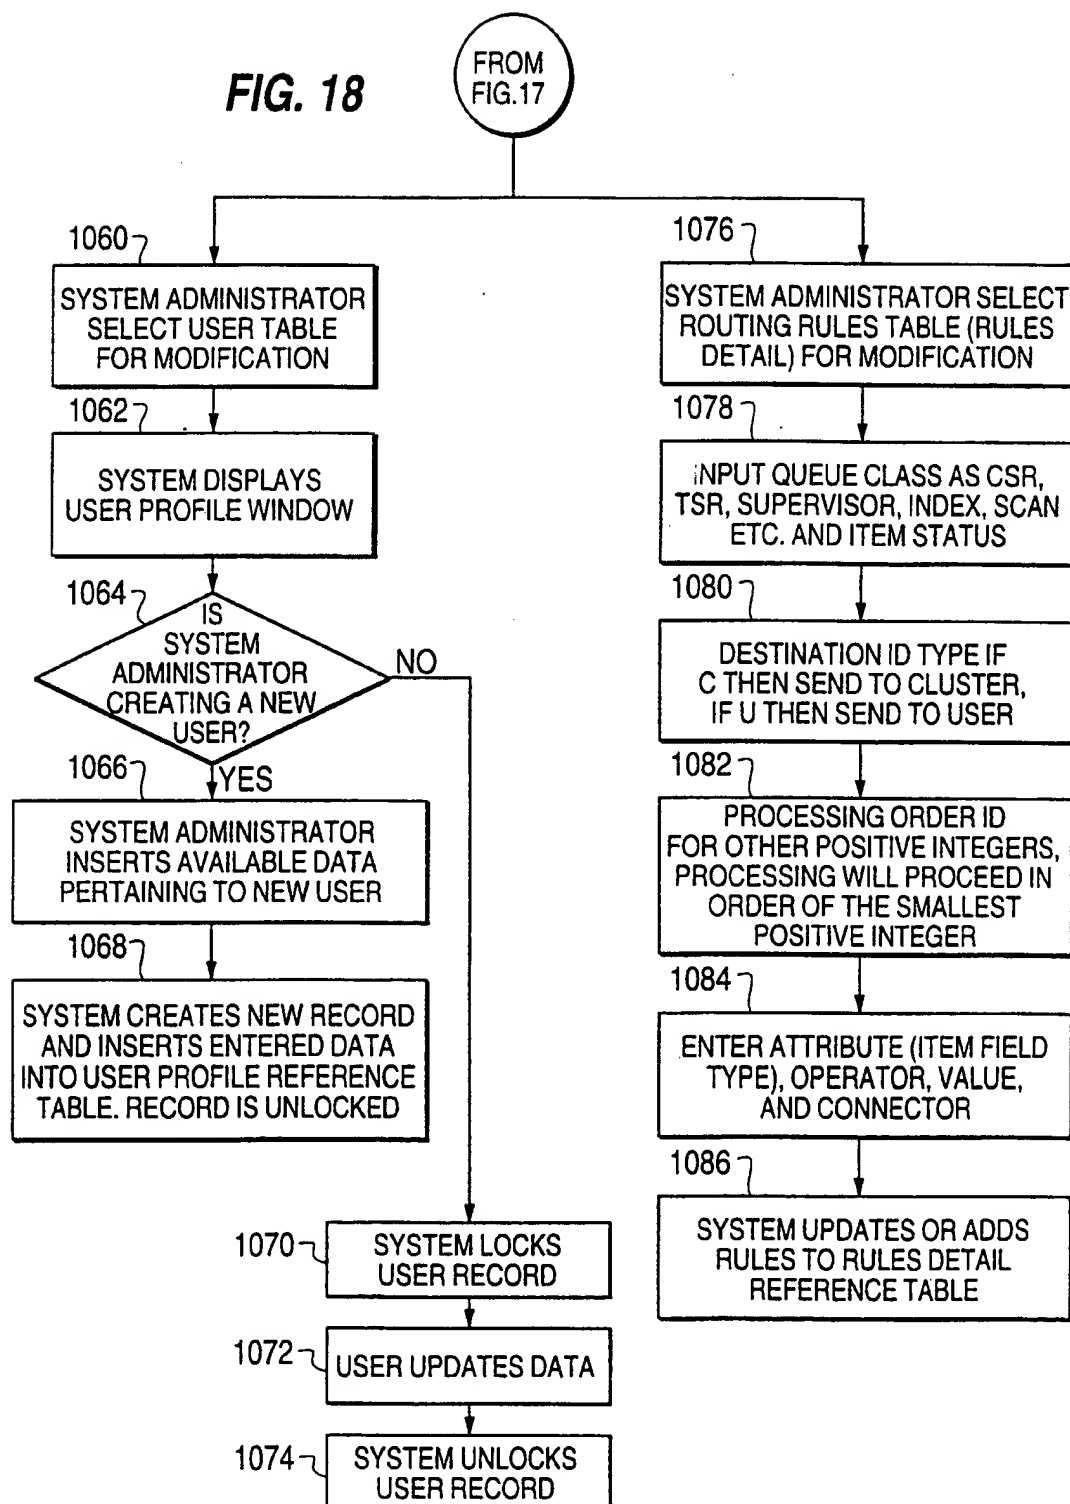 FROM
FIG.17
FIG. 18
1060
SYSTEM ADMINISTRATOR
SELECT USER TABLE
FOR MODIFICATION
1062
SYSTEM DISPLAYS
USER PROFILE WINDOW
1064
IS
SYSTEM
ADMINISTRATOR
CREATING A NEW
USER?
NO
YES
1066
SYSTEM ADMINISTRATOR
INSERTS AVAILABLE DATA
PERTAINING TO NEW USER
1068
SYSTEM CREATES NEW RECORD
AND INSERTS ENTERED DATA
INTO USER PROFILE REFERENCE
TABLE. RECORD IS UNLOCKED
1070
SYSTEM LOCKS
USER RECORD
1072
USER UPDATES DATA
1074
SYSTEM UNLOCKS
USER RECORD
1076
SYSTEM ADMINISTRATOR SELECT
ROUTING RULES TABLE (RULES
DETAIL) FOR MODIFICATION
1078
INPUT QUEUE CLASS AS CSR,
TSR, SUPERVISOR, INDEX, SCAN
ETC. AND ITEM STATUS
1080
DESTINATION ID TYPE IF
C THEN SEND TO CLUSTER,
IF U THEN SEND TO USER
1082
PROCESSING ORDER ID
FOR OTHER POSITIVE INTEGERS,
PROCESSING WILL PROCEED IN
ORDER OF THE SMALLEST
POSITIVE INTEGER
1084
ENTER ATTRIBUTE (ITEM FIELD
TYPE), OPERATOR, VALUE,
AND CONNECTOR
1086
SYSTEM UPDATES OR ADDS
RULES TO RULES DETAIL
REFERENCE TABLE